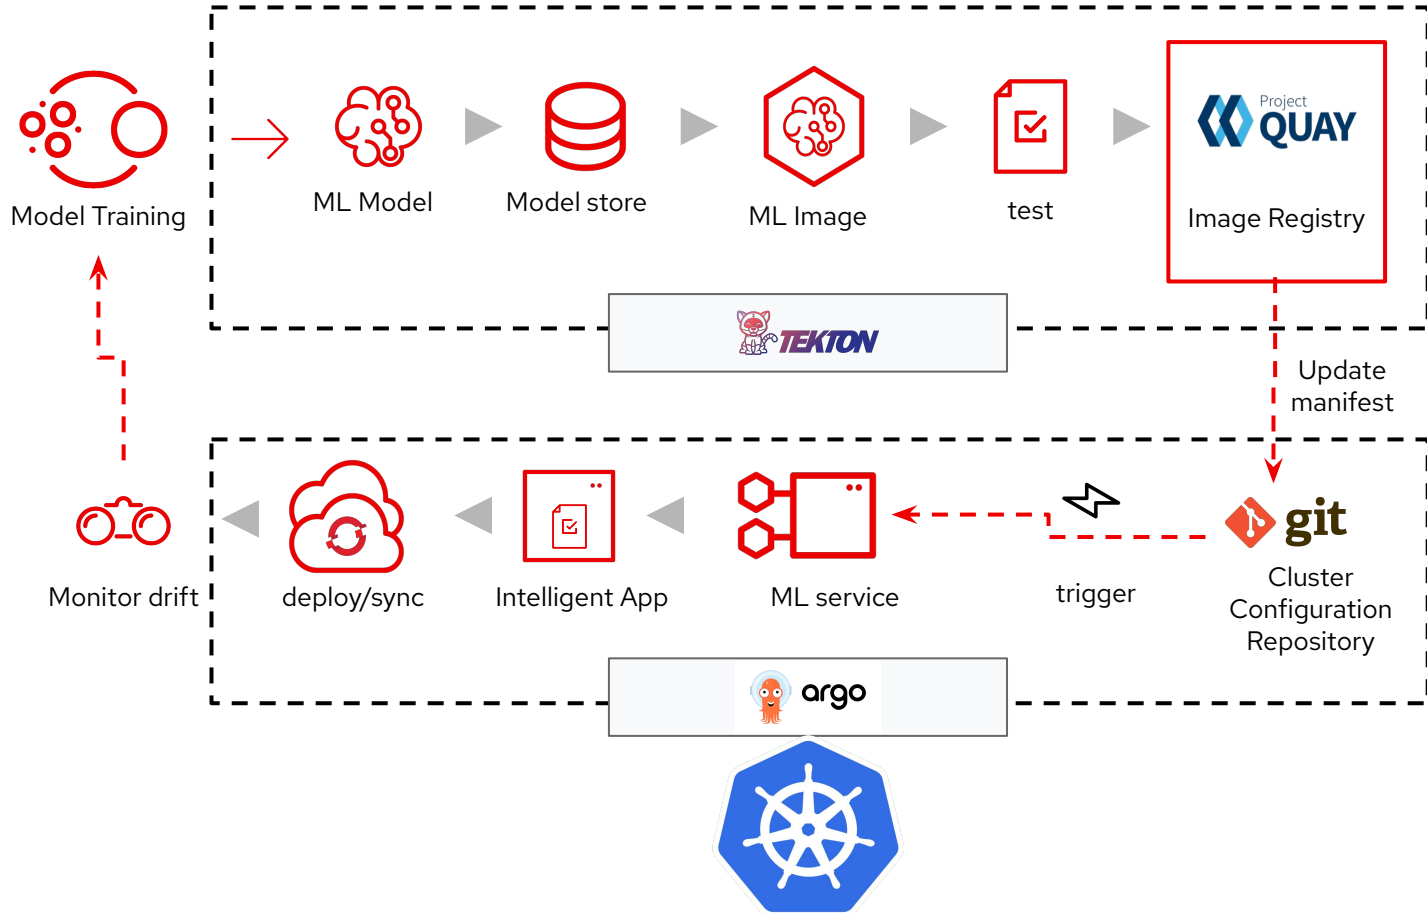 Project
QUAY
Model Training
ML Model
Model store
ML Image
test
Image Registry
TEKTON
Update
manifest
git
Monitor drift
deploy/sync
Intelligent App
ML service
trigger
Cluster
Configuration
Repository
argo